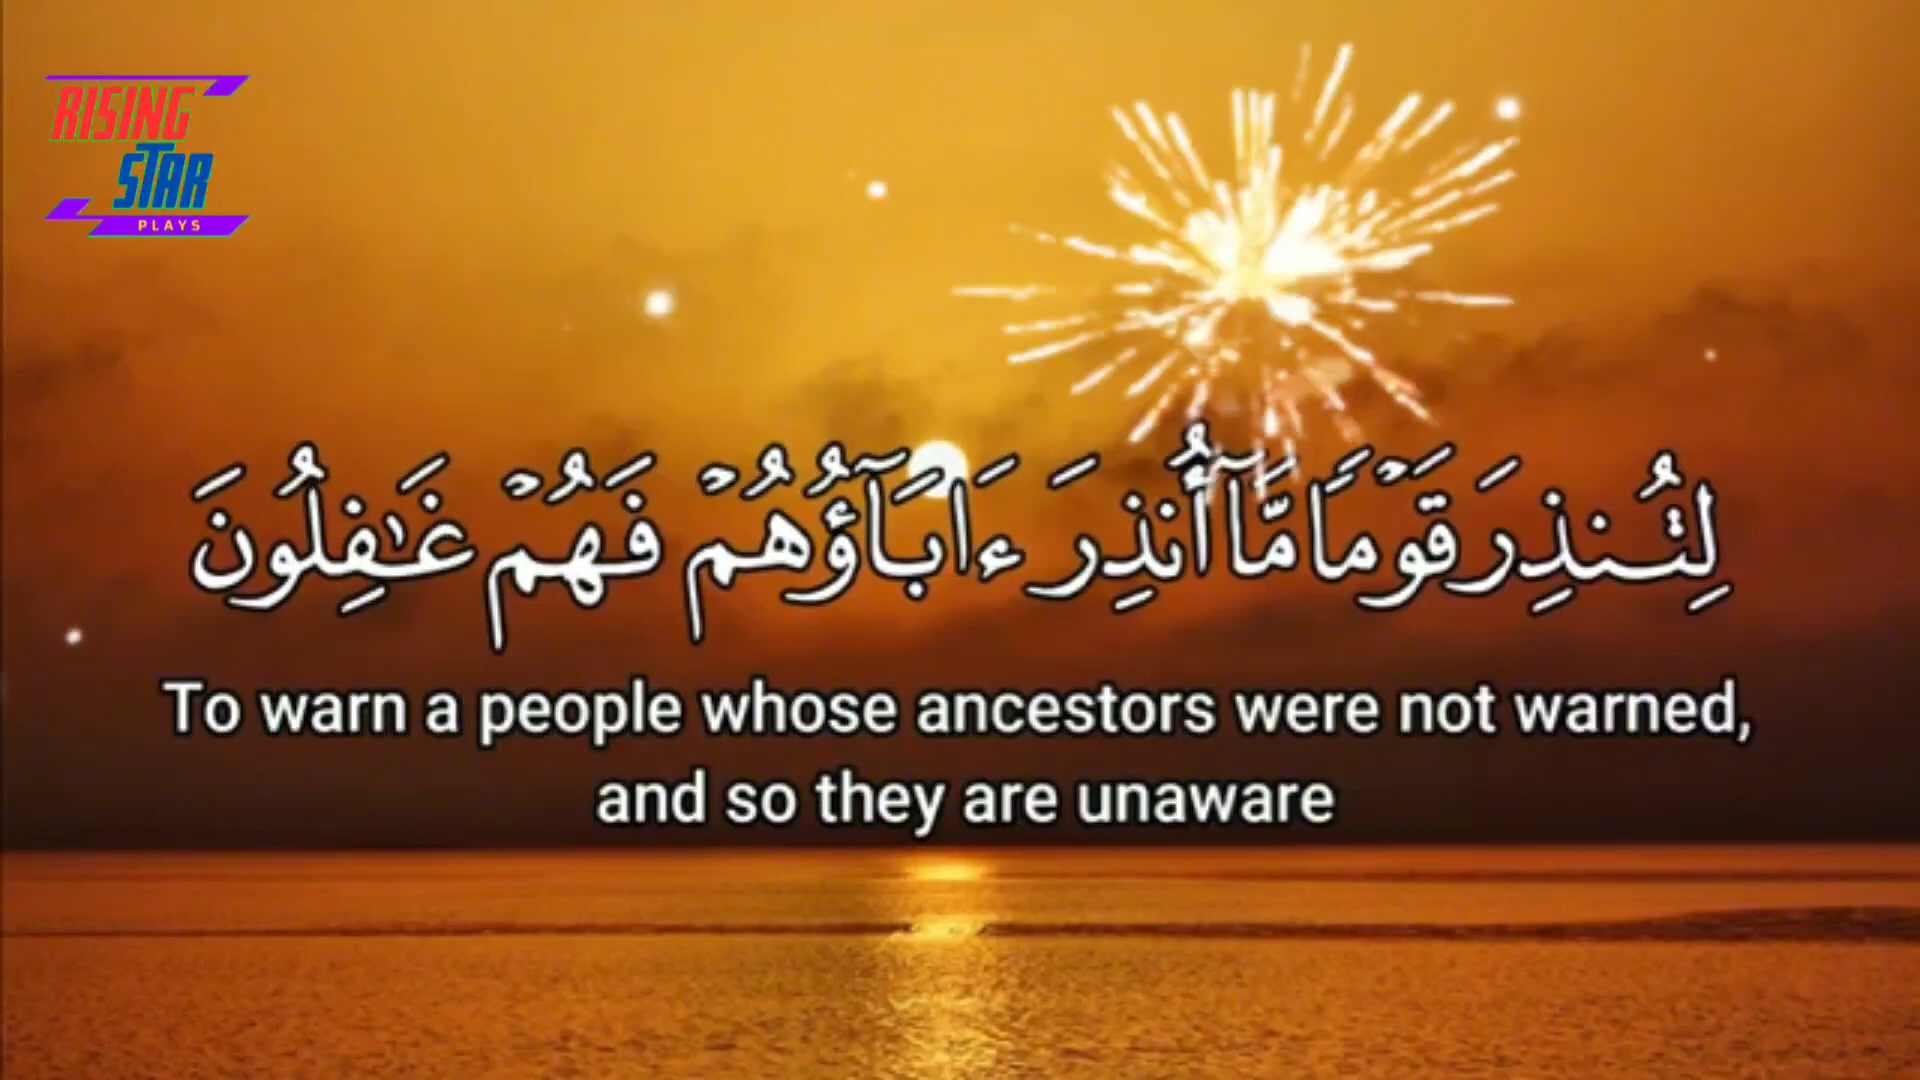 RISING
STAR
PLAYS
لِتُنذِرَ قَوْمًا مَّآ أُنذِرَ ءَابَآؤُهُمْ فَهُمْ غَٰفِلُونَ
To warn a people whose ancestors were not warned,
and so they are unaware